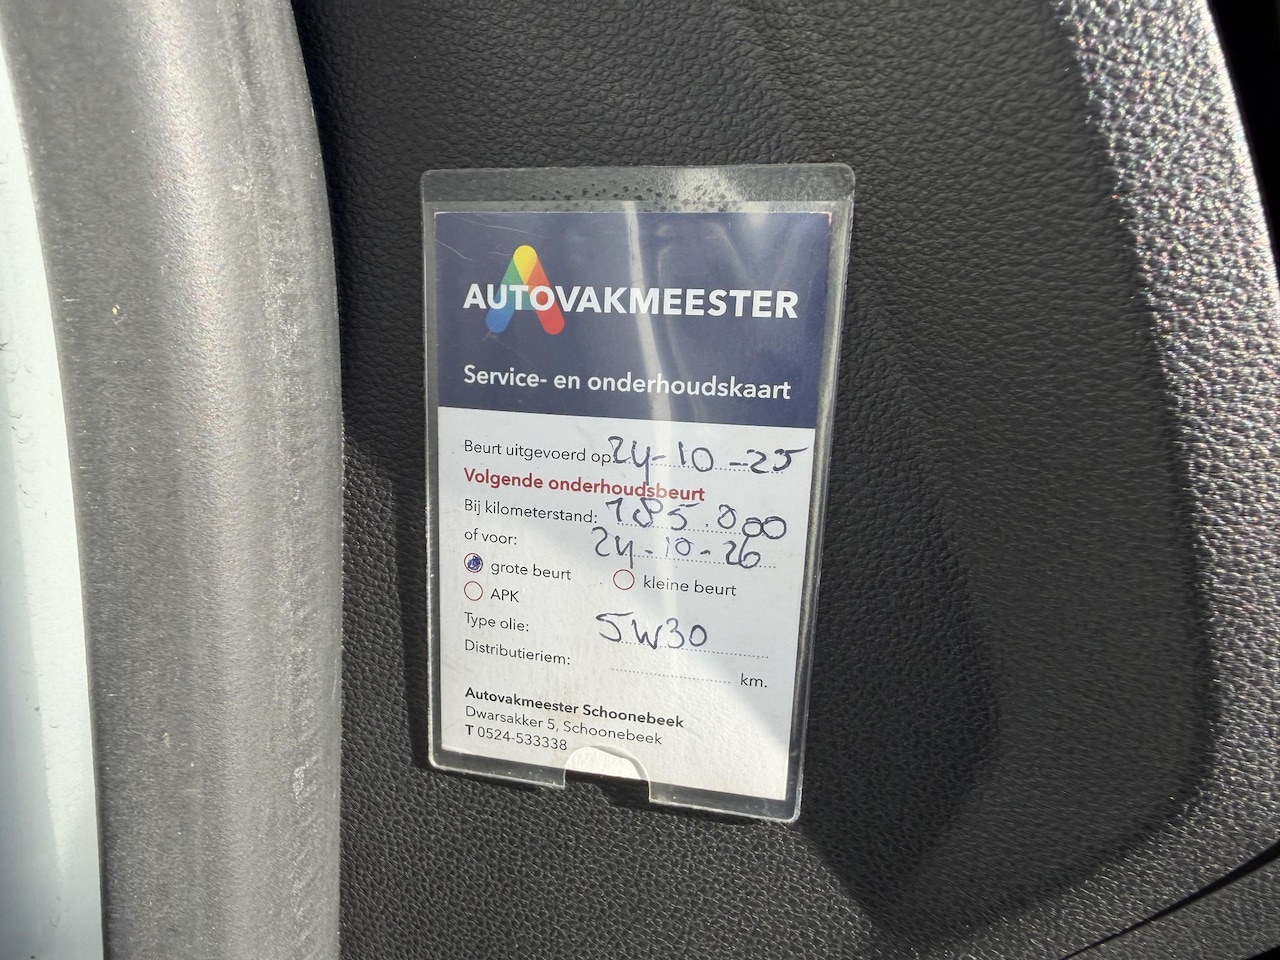 AUTOVAKMEESTER
Service- en onderhoudskaart
Beurt uitgevoerd op: 24-10-25
Volgende onderhoudsbeurt
Bij kilometerstand: 185.000
of voor: 24-10-26
grote beurt kleine beurt
APK
Type olie: 5W30
Distributieriem: km.
Autovakmeester Schoonebeek
Dwarsakker 5, Schoonebeek
T 0524-533338